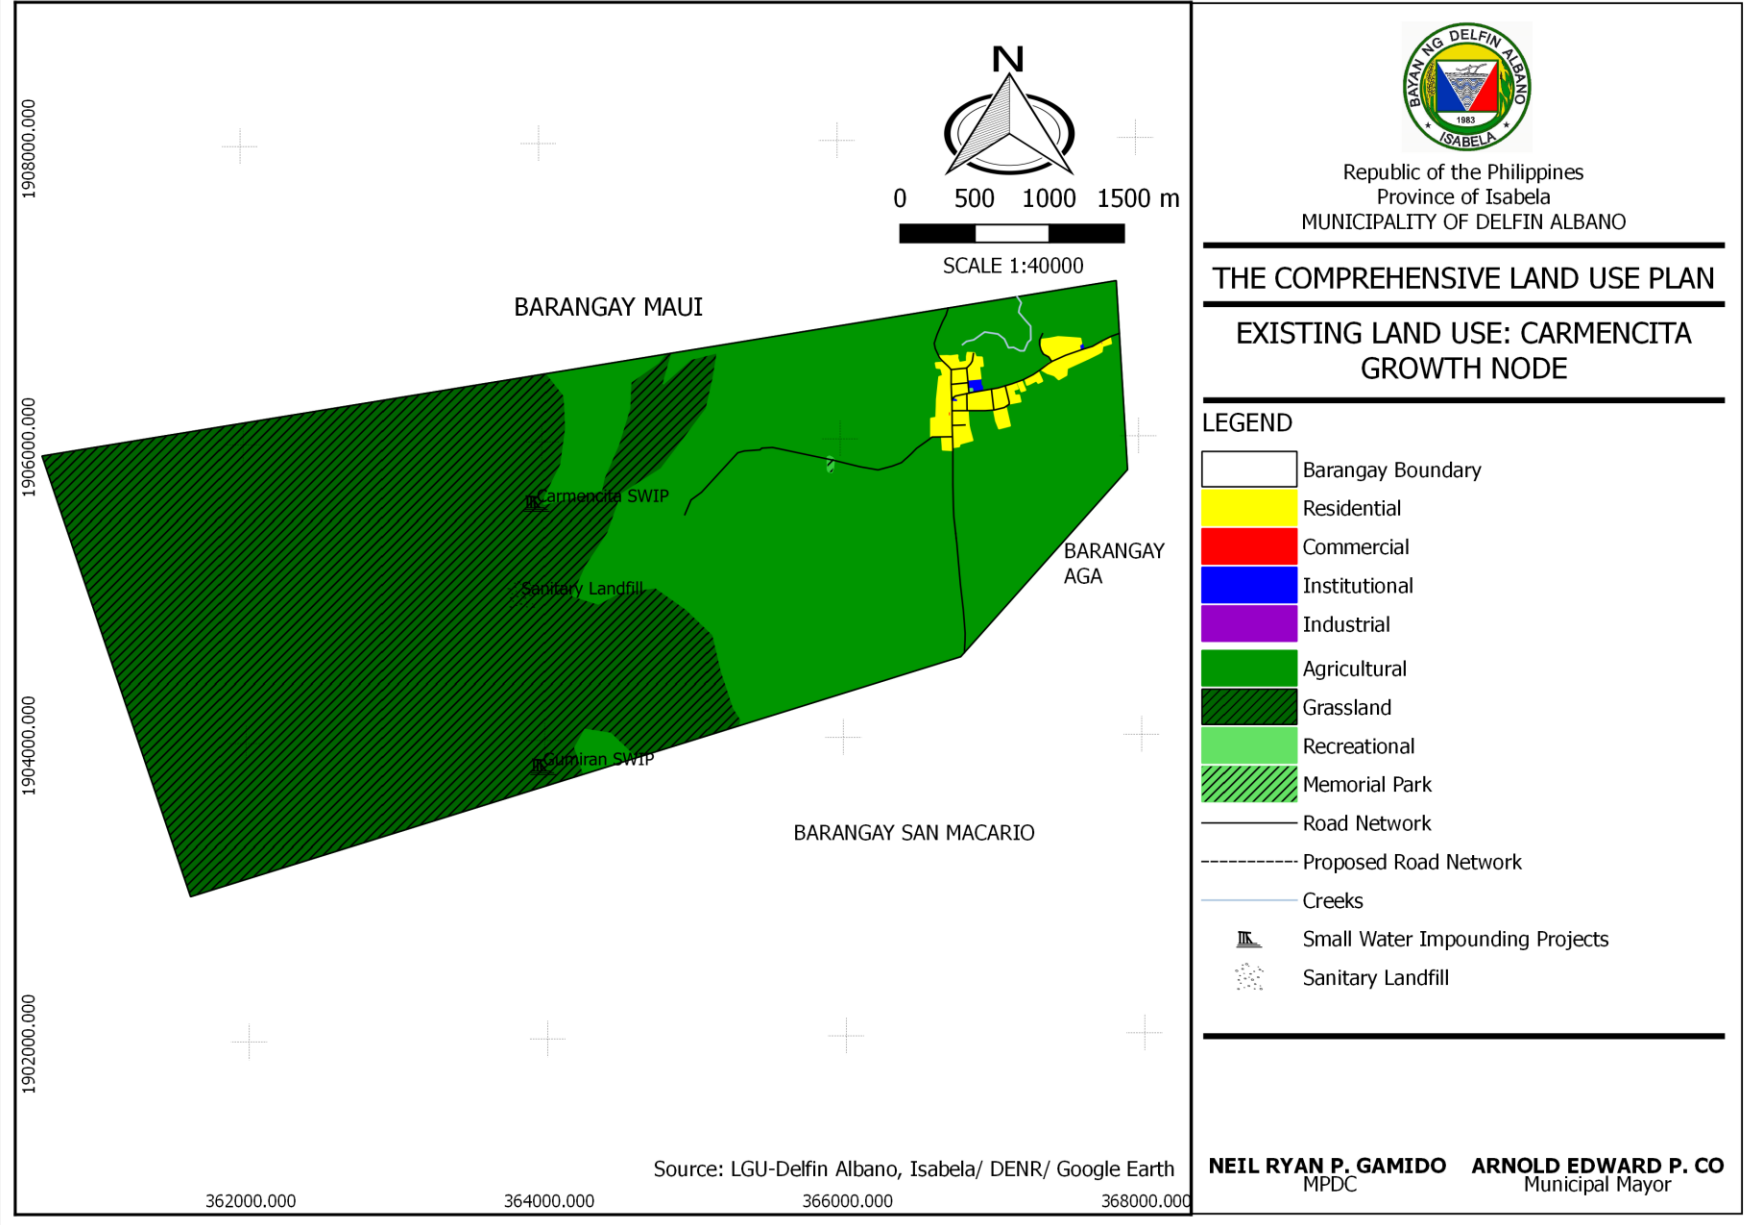 N
0 500 1000 1500 m
SCALE 1:40000
BARANGAY MAUI
Carmencita SWIP
Sanitary Landfill
Gumiran SWIP
BARANGAY
AGA
BARANGAY SAN MACARIO
1908000.000
1906000.000
1904000.000
1902000.000
362000.000 364000.000 366000.000 368000.000
Source: LGU-Delfin Albano, Isabela/ DENR/ Google Earth
BAYAN NG DELFIN ALBANO
1983
ISABELA
Republic of the Philippines
Province of Isabela
MUNICIPALITY OF DELFIN ALBANO
THE COMPREHENSIVE LAND USE PLAN
EXISTING LAND USE: CARMENCITA
GROWTH NODE
LEGEND
Barangay Boundary
Residential
Commercial
Institutional
Industrial
Agricultural
Grassland
Recreational
Memorial Park
Road Network
Proposed Road Network
Creeks
Small Water Impounding Projects
Sanitary Landfill
NEIL RYAN P. GAMIDO ARNOLD EDWARD P. CO
MPDC Municipal Mayor